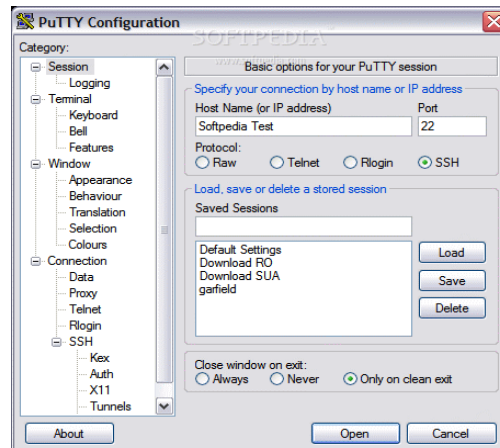 PuTTY Configuration
SOFTPEDIA
www.softpedia.com
Category:
Session
Logging
Terminal
Keyboard
Bell
Features
Window
Appearance
Behaviour
Translation
Selection
Colours
Connection
Data
Proxy
Telnet
Rlogin
SSH
Kex
Auth
X11
Tunnels
Basic options for your PuTTY session
Specify your connection by host name or IP address
Host Name (or IP address) Port
Softpedia Test 22
Protocol:
Raw Telnet Rlogin SSH
Load, save or delete a stored session
Saved Sessions
Default Settings
Download RO
Download SUA
garfield
Load
Save
Delete
Close window on exit:
Always Never Only on clean exit
About Open Cancel